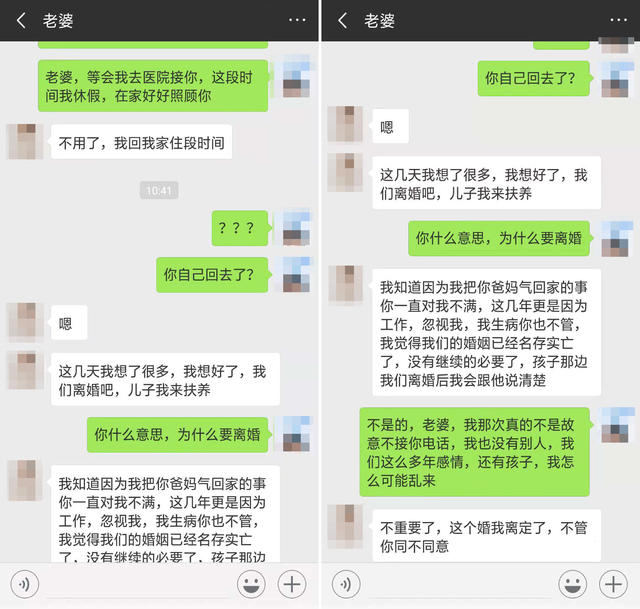 老婆
老婆，等会我去医院接你，这段时
间我休假，在家好好照顾你
不用了，我回我家住段时间
10:41
？？？
你自己回去了？
嗯
这几天我想了很多，我想好了，我
们离婚吧，儿子我来扶养
你什么意思，为什么要离婚
我知道因为我把你爸妈气回家的事
你一直对我不满，这几年更是因为
工作，忽视我，我生病你也不管，
我觉得我们的婚姻已经名存实亡
了，没有继续的必要了，孩子那边
老婆
你自己回去了？
嗯
这几天我想了很多，我想好了，我
们离婚吧，儿子我来扶养
你什么意思，为什么要离婚
我知道因为我把你爸妈气回家的事
你一直对我不满，这几年更是因为
工作，忽视我，我生病你也不管，
我觉得我们的婚姻已经名存实亡
了，没有继续的必要了，孩子那边
我们离婚后我会跟他说清楚
不是的，老婆，我那次真的不是故
意不接你电话，我也没有别人，我
们这么多年感情，还有孩子，我怎
么可能乱来
不重要了，这个婚我离定了，不管
你同不同意